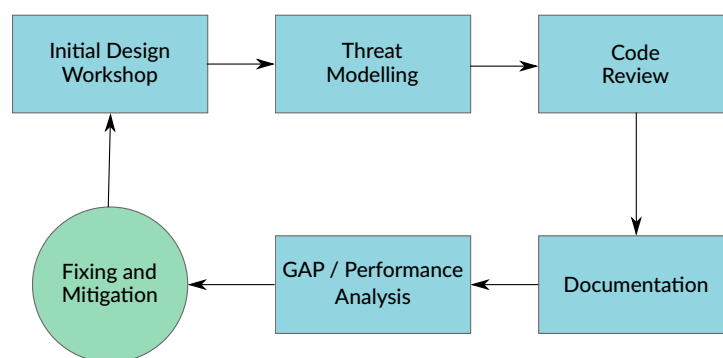 Initial Design
Workshop
Threat
Modelling
Code
Review
Fixing and
Mitigation
GAP / Performance
Analysis
Documentation